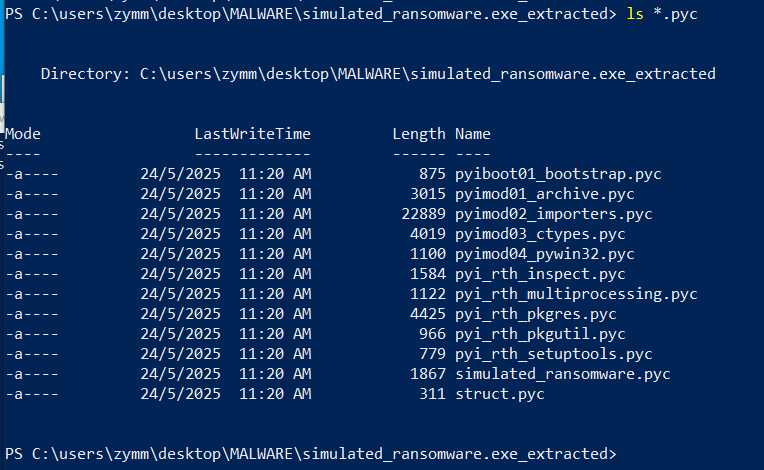 PS C:\users\zymm\desktop\MALWARE\simulated_ransomware.exe_extracted> ls *.pyc
Directory: C:\users\zymm\desktop\MALWARE\simulated_ransomware.exe_extracted
Mode LastWriteTime Length Name
---- ------------- ------ ----
-a---- 24/5/2025 11:20 AM 875 pyiboot01_bootstrap.pyc
-a---- 24/5/2025 11:20 AM 3015 pyimod01_archive.pyc
-a---- 24/5/2025 11:20 AM 22889 pyimod02_importers.pyc
-a---- 24/5/2025 11:20 AM 4019 pyimod03_ctypes.pyc
-a---- 24/5/2025 11:20 AM 1100 pyimod04_pywin32.pyc
-a---- 24/5/2025 11:20 AM 1584 pyi_rth_inspect.pyc
-a---- 24/5/2025 11:20 AM 1122 pyi_rth_multiprocessing.pyc
-a---- 24/5/2025 11:20 AM 4425 pyi_rth_pkgres.pyc
-a---- 24/5/2025 11:20 AM 966 pyi_rth_pkgutil.pyc
-a---- 24/5/2025 11:20 AM 779 pyi_rth_setuptools.pyc
-a---- 24/5/2025 11:20 AM 1867 simulated_ransomware.pyc
-a---- 24/5/2025 11:20 AM 311 struct.pyc
PS C:\users\zymm\desktop\MALWARE\simulated_ransomware.exe_extracted>